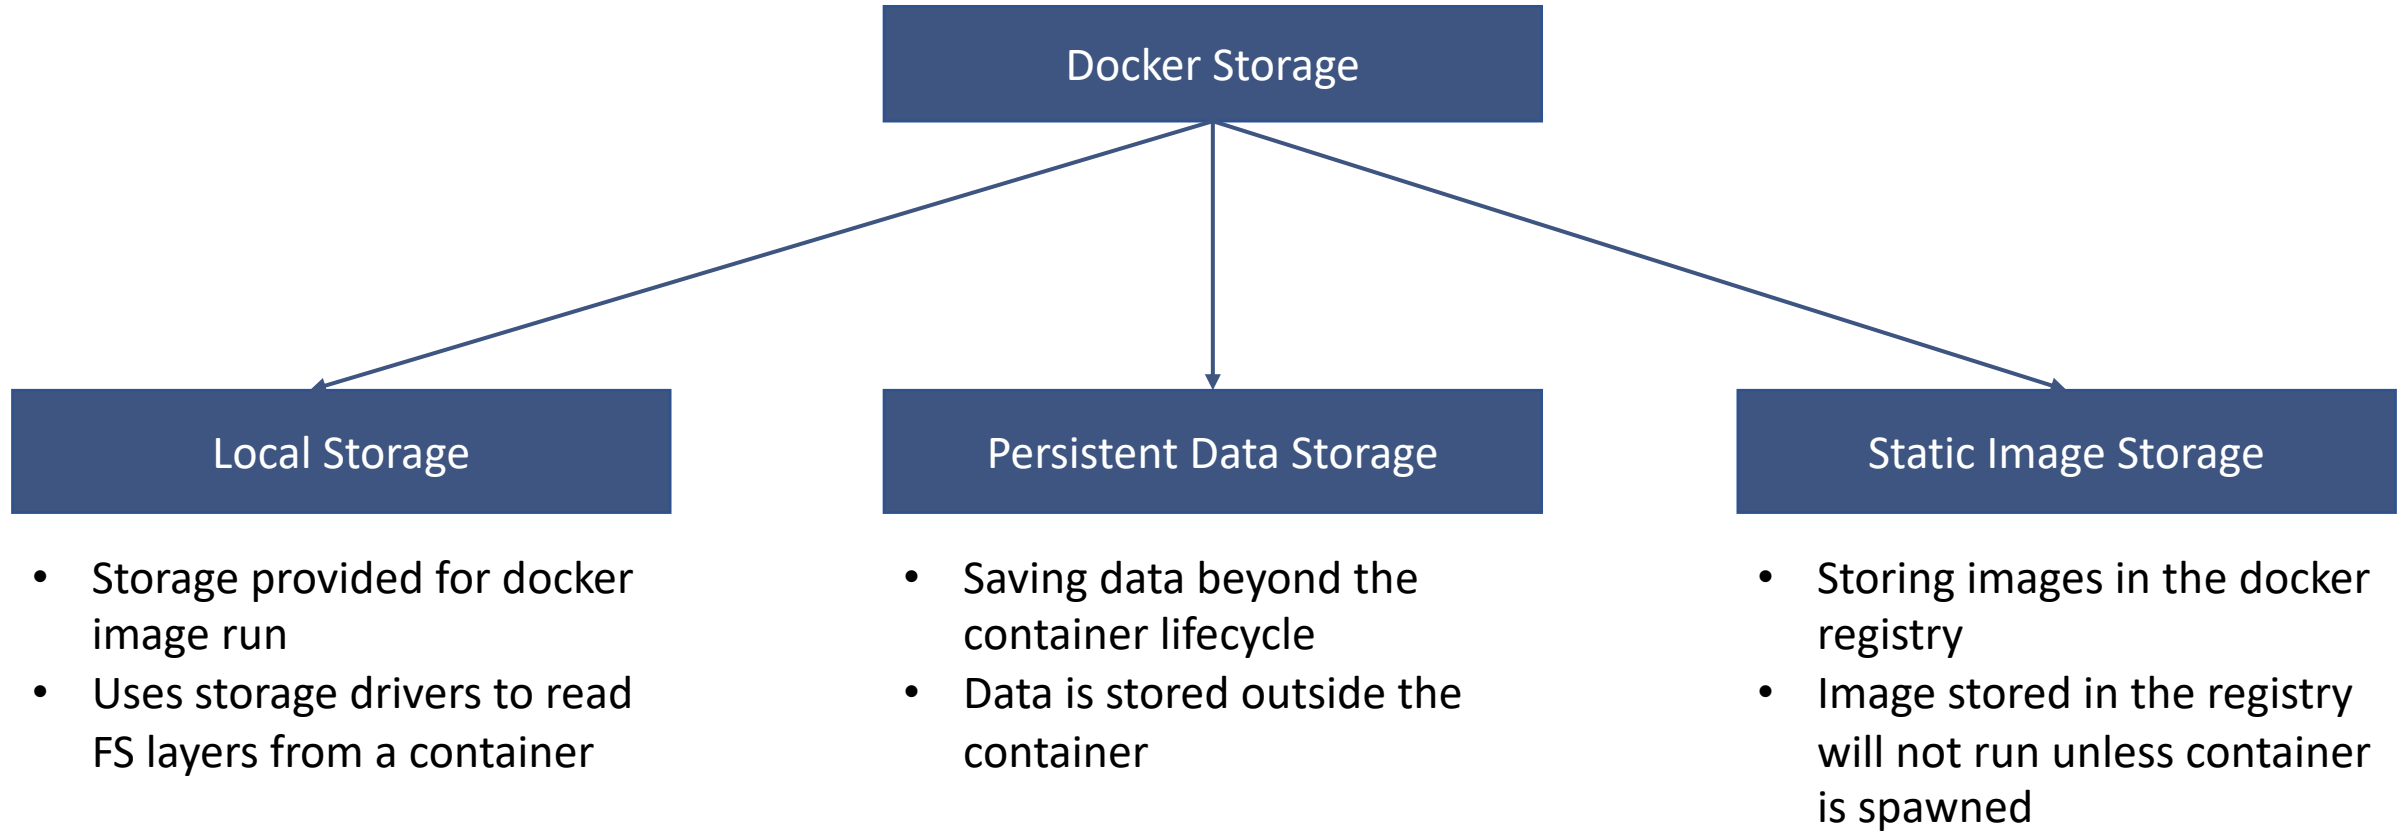 Docker Storage
Local Storage
• Storage provided for docker
image run
• Uses storage drivers to read
FS layers from a container
Persistent Data Storage
• Saving data beyond the
container lifecycle
• Data is stored outside the
container
Static Image Storage
• Storing images in the docker
registry
• Image stored in the registry
will not run unless container
is spawned